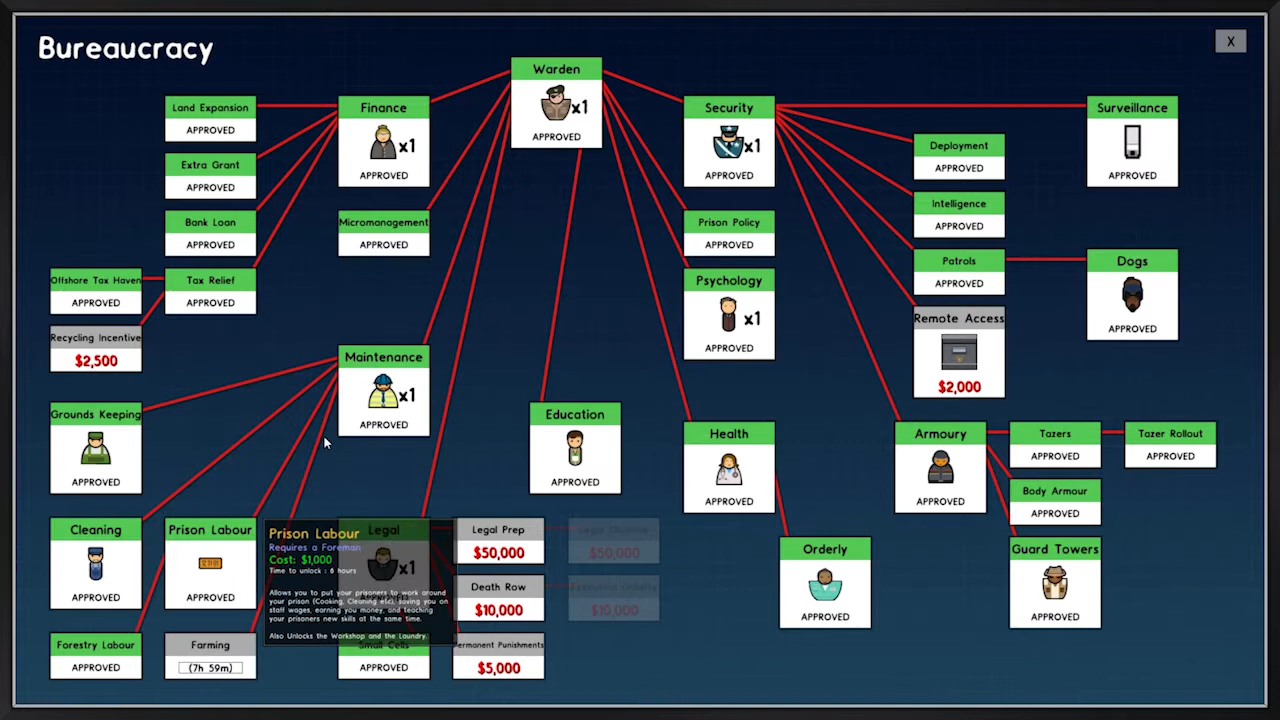 Bureaucracy
X
Warden
x1
APPROVED
Land Expansion
APPROVED
Finance
x1
APPROVED
Security
x1
APPROVED
Surveillance
APPROVED
Extra Grant
APPROVED
Deployment
APPROVED
Bank Loan
APPROVED
Micromanagement
APPROVED
Prison Policy
APPROVED
Intelligence
APPROVED
Offshore Tax Haven
APPROVED
Tax Relief
APPROVED
Psychology
x1
APPROVED
Patrols
APPROVED
Dogs
APPROVED
Recycling Incentive
$2,500
Remote Access
$2,000
Maintenance
x1
APPROVED
Grounds Keeping
APPROVED
Education
APPROVED
Health
APPROVED
Armoury
APPROVED
Tazers
APPROVED
Tazer Rollout
APPROVED
Body Armour
APPROVED
Cleaning
APPROVED
Prison Labour
APPROVED
Prison Labour
Requires a Foreman
Cost: $1,000
Time to unlock : 6 hours
Allows you to put your prisoners to work around
your prison (Cooking, Cleaning etc), saving you on
staff wages, earning you money, and teaching
your prisoners new skills at the same time.
Also Unlocks the Workshop and the Laundry.
Legal
x1
Legal Prep
$50,000
$50,000
Death Row
$10,000
$10,000
Orderly
APPROVED
Guard Towers
APPROVED
Forestry Labour
APPROVED
Farming
(7h 59m)
Small Cells
APPROVED
Permanent Punishments
$5,000